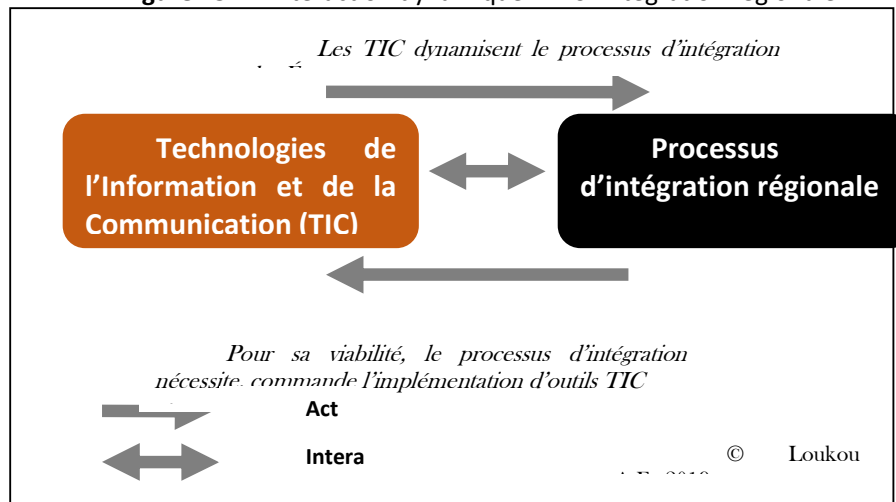 Les TIC dynamisent le processus d'intégration
Technologies de
l'Information et de la
Communication (TIC)
Processus
d'intégration régionale
Pour sa viabilité, le processus d'intégration
nécessite, commande l'implémentation d'outils TIC
Act
Intera
© Loukou